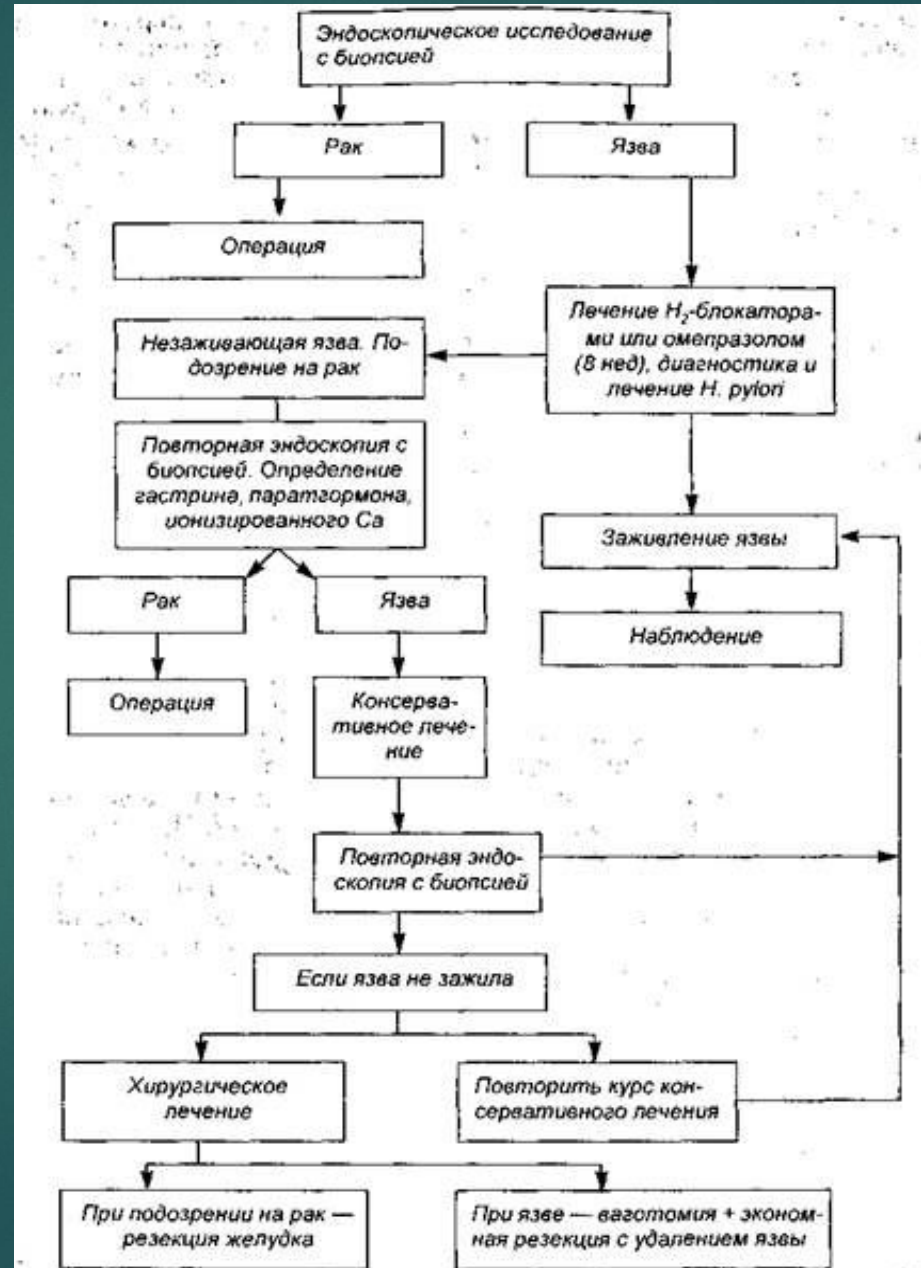 Эндоскопическое исследование
с биопсией
Рак
Язва
Операция
Лечение H₂-блокатора-
ми или омепразолом
(8 нед), диагностика и
лечение H. pylori
Незаживающая язва. По-
дозрение на рак
Повторная эндоскопия с
биопсией. Определение
гастрина, паратгормона,
ионизированного Ca
Заживление язвы
Наблюдение
Рак
Язва
Операция
Консерва-
тивное лече-
ние
Повторная эндо-
скопия с биопсией
Если язва не зажила
Хирургическое
лечение
Повторить курс кон-
сервативного лечения
При подозрении на рак —
резекция желудка
При язве — ваготомия + эконом-
ная резекция с удалением язвы